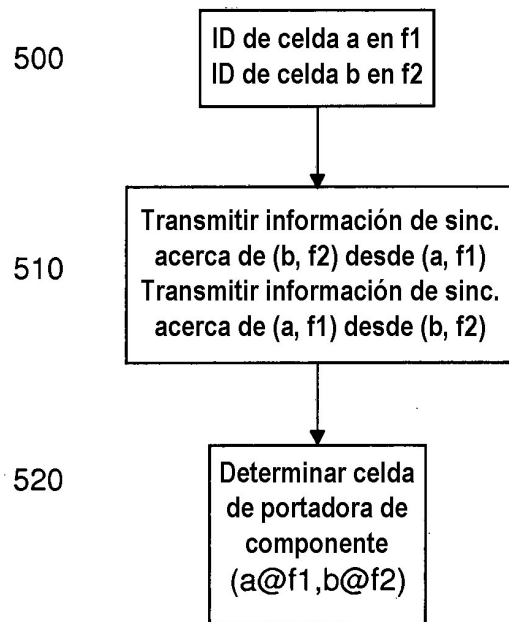 500
ID de celda a en f1
ID de celda b en f2
510
Transmitir información de sinc.
acerca de (b, f2) desde (a, f1)
Transmitir información de sinc.
acerca de (a, f1) desde (b, f2)
520
Determinar celda
de portadora de
componente
(a@f1,b@f2)